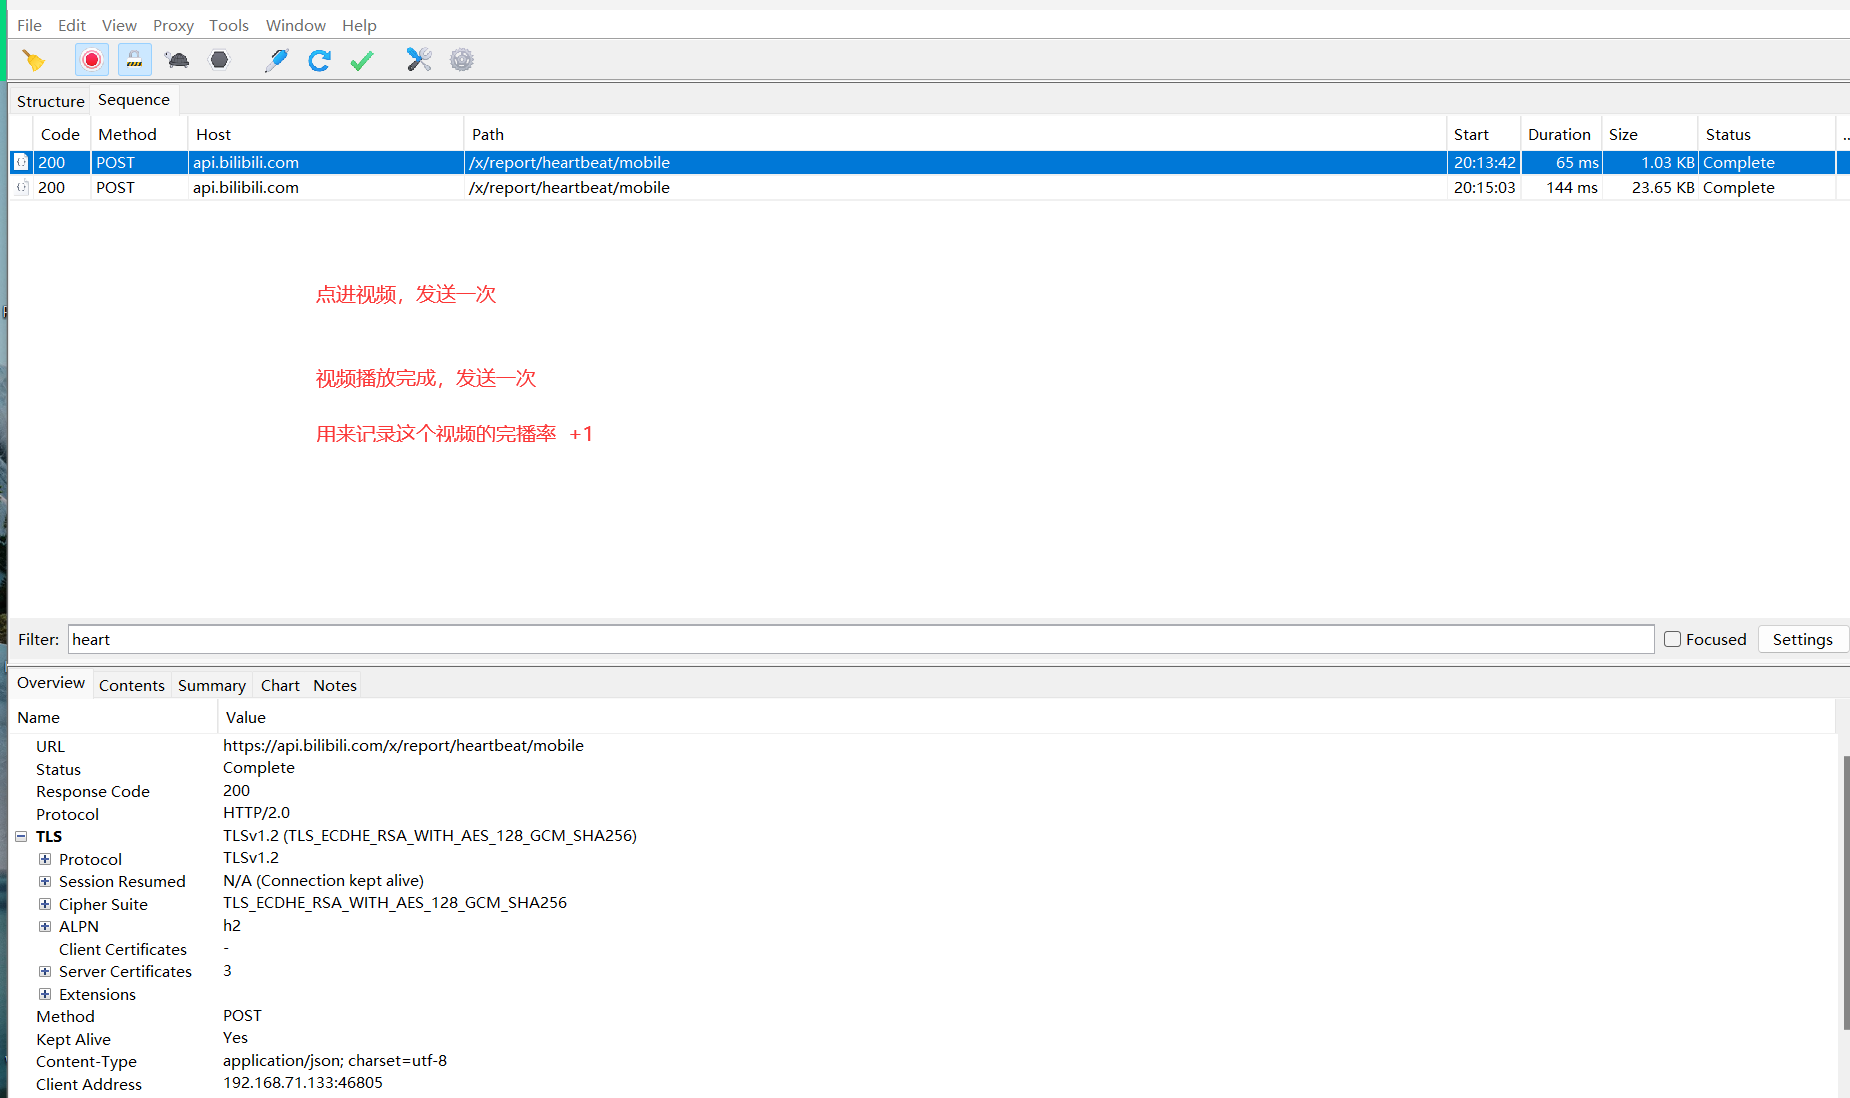 File Edit View Proxy Tools Window Help
Structure Sequence
Code Method Host Path Start Duration Size Status ...
200 POST api.bilibili.com /x/report/heartbeat/mobile 20:13:42 65 ms 1.03 KB Complete
200 POST api.bilibili.com /x/report/heartbeat/mobile 20:15:03 144 ms 23.65 KB Complete
点进视频，发送一次
视频播放完成，发送一次
用来记录这个视频的完播率 +1
Filter: heart Focused Settings
Overview Contents Summary Chart Notes
Name Value
URL https://api.bilibili.com/x/report/heartbeat/mobile
Status Complete
Response Code 200
Protocol HTTP/2.0
TLS TLSv1.2 (TLS_ECDHE_RSA_WITH_AES_128_GCM_SHA256)
Protocol TLSv1.2
Session Resumed N/A (Connection kept alive)
Cipher Suite TLS_ECDHE_RSA_WITH_AES_128_GCM_SHA256
ALPN h2
Client Certificates -
Server Certificates 3
Extensions
Method POST
Kept Alive Yes
Content-Type application/json; charset=utf-8
Client Address 192.168.71.133:46805